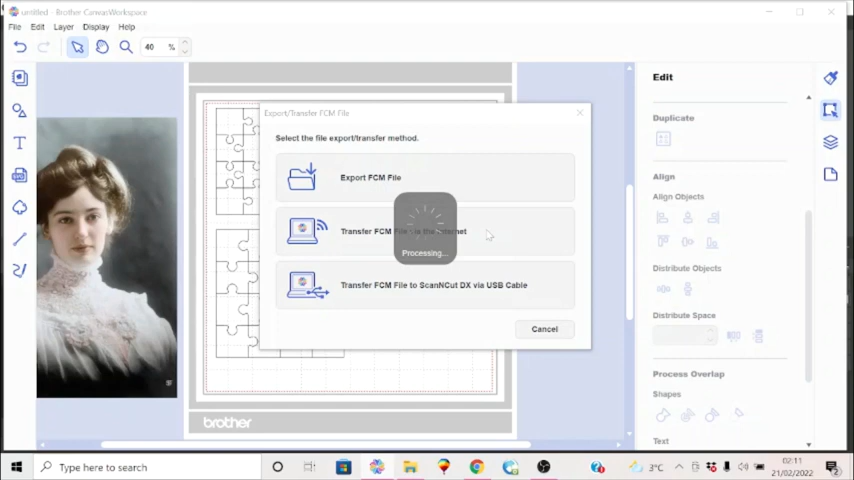 untitled - Brother CanvasWorkspace
File Edit Layer Display Help
40 %
Edit
Export/Transfer FCM File
Select the file export/transfer method.
Duplicate
Export FCM File
Align
Align Objects
Transfer FCM File via the Internet
Processing...
Distribute Objects
Transfer FCM File to ScanNCut DX via USB Cable
Distribute Space
Cancel
Process Overlap
Shapes
brother
Text
Type here to search
3°C
02:11
21/02/2022
2